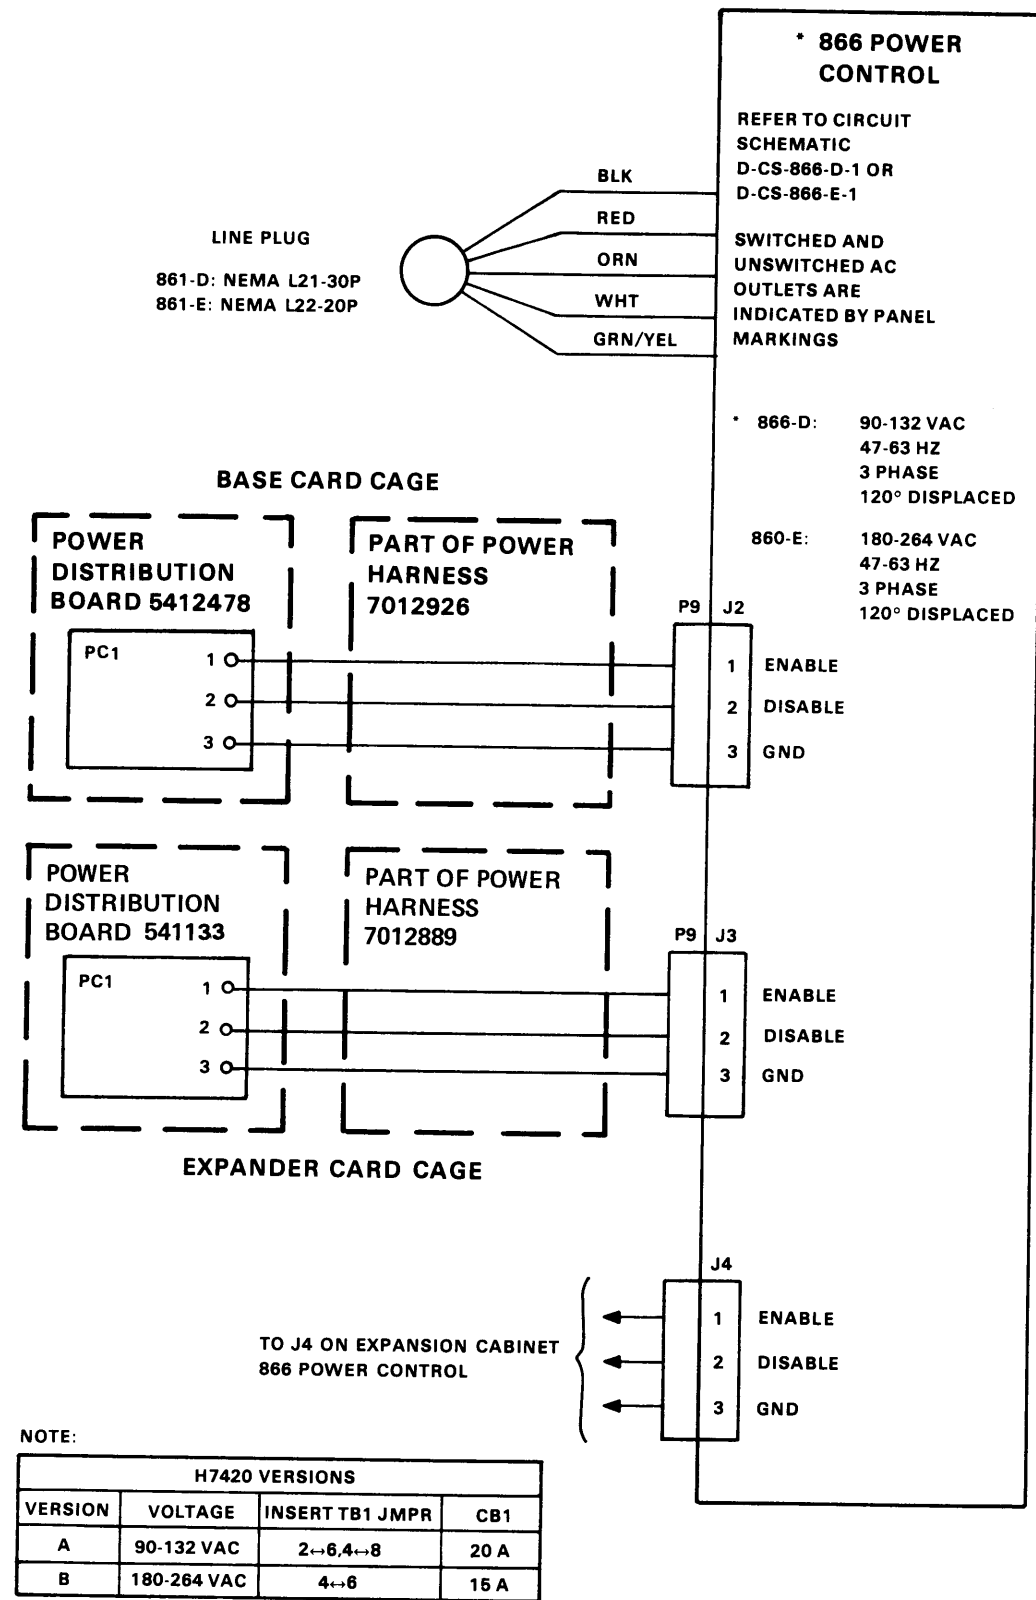 * 866 POWER
CONTROL
REFER TO CIRCUIT
SCHEMATIC
D-CS-866-D-1 OR
D-CS-866-E-1
SWITCHED AND
UNSWITCHED AC
OUTLETS ARE
INDICATED BY PANEL
MARKINGS
BLK
RED
ORN
WHT
GRN/YEL
LINE PLUG
861-D: NEMA L21-30P
861-E: NEMA L22-20P
* 866-D: 90-132 VAC
47-63 HZ
3 PHASE
120° DISPLACED
860-E: 180-264 VAC
47-63 HZ
3 PHASE
120° DISPLACED
BASE CARD CAGE
POWER
DISTRIBUTION
BOARD 5412478
PC1
1
2
3
PART OF POWER
HARNESS
7012926
P9 J2
1 ENABLE
2 DISABLE
3 GND
POWER
DISTRIBUTION
BOARD 541133
PC1
1
2
3
PART OF POWER
HARNESS
7012889
P9 J3
1 ENABLE
2 DISABLE
3 GND
EXPANDER CARD CAGE
J4
1 ENABLE
2 DISABLE
3 GND
TO J4 ON EXPANSION CABINET
866 POWER CONTROL
NOTE:
H7420 VERSIONS
VERSION VOLTAGE INSERT TB1 JMPR CB1
A 90-132 VAC 2↔6,4↔8 20 A
B 180-264 VAC 4↔6 15 A